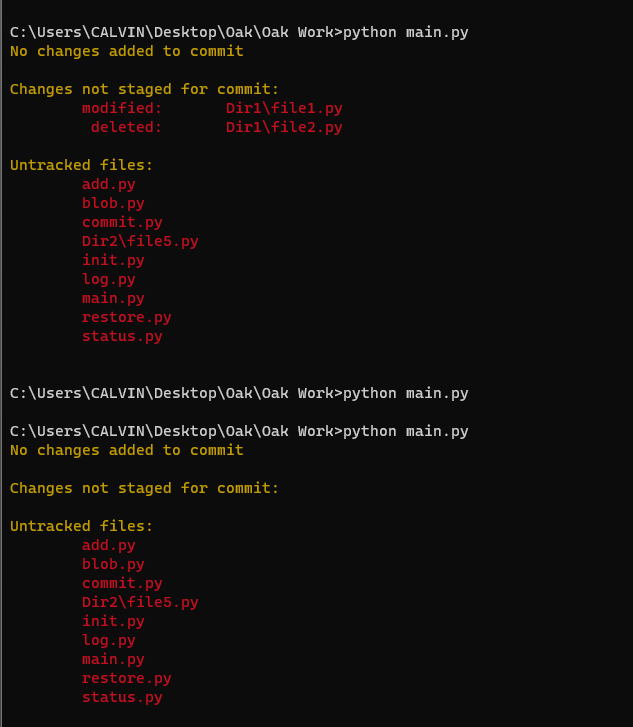 C:\Users\CALVIN\Desktop\Oak\Oak Work>python main.py
No changes added to commit
Changes not staged for commit:
modified: Dir1\file1.py
deleted: Dir1\file2.py
Untracked files:
add.py
blob.py
commit.py
Dir2\file5.py
init.py
log.py
main.py
restore.py
status.py
C:\Users\CALVIN\Desktop\Oak\Oak Work>python main.py
C:\Users\CALVIN\Desktop\Oak\Oak Work>python main.py
No changes added to commit
Changes not staged for commit:
Untracked files:
add.py
blob.py
commit.py
Dir2\file5.py
init.py
log.py
main.py
restore.py
status.py